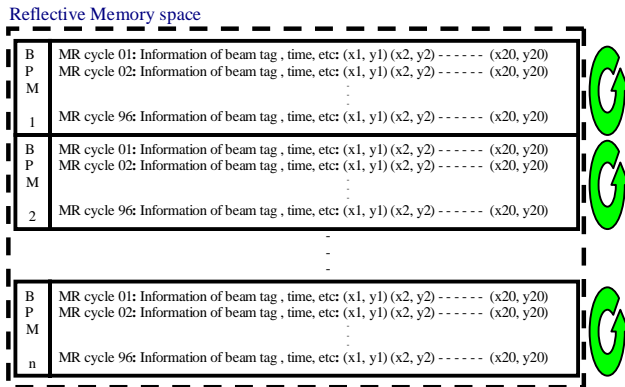 Reflective Memory space
B MR cycle 01: Information of beam tag , time, etc: (x1, y1) (x2, y2) - - - - - - (x20, y20)
P MR cycle 02: Information of beam tag , time, etc: (x1, y1) (x2, y2) - - - - - - (x20, y20)
M
1 MR cycle 96: Information of beam tag , time, etc: (x1, y1) (x2, y2) - - - - - - (x20, y20)
B MR cycle 01: Information of beam tag , time, etc: (x1, y1) (x2, y2) - - - - - - (x20, y20)
P MR cycle 02: Information of beam tag , time, etc: (x1, y1) (x2, y2) - - - - - - (x20, y20)
M
2 MR cycle 96: Information of beam tag , time, etc: (x1, y1) (x2, y2) - - - - - - (x20, y20)
B MR cycle 01: Information of beam tag , time, etc: (x1, y1) (x2, y2) - - - - - - (x20, y20)
P MR cycle 02: Information of beam tag , time, etc: (x1, y1) (x2, y2) - - - - - - (x20, y20)
M
n MR cycle 96: Information of beam tag , time, etc: (x1, y1) (x2, y2) - - - - - - (x20, y20)